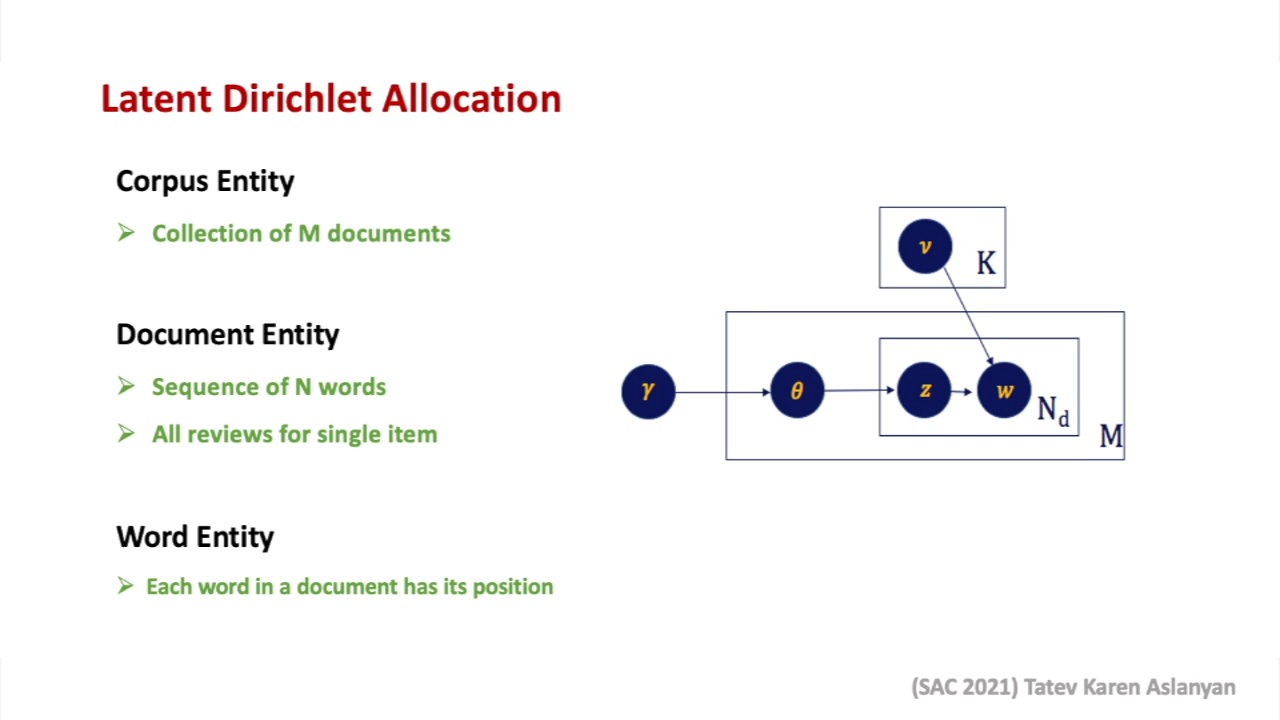 Latent Dirichlet Allocation
Corpus Entity
➢ Collection of M documents
Document Entity
➢ Sequence of N words
➢ All reviews for single item
Word Entity
➢ Each word in a document has its position
ν
K
γ
θ
z
w
N_d
M
(SAC 2021) Tatev Karen Aslanyan